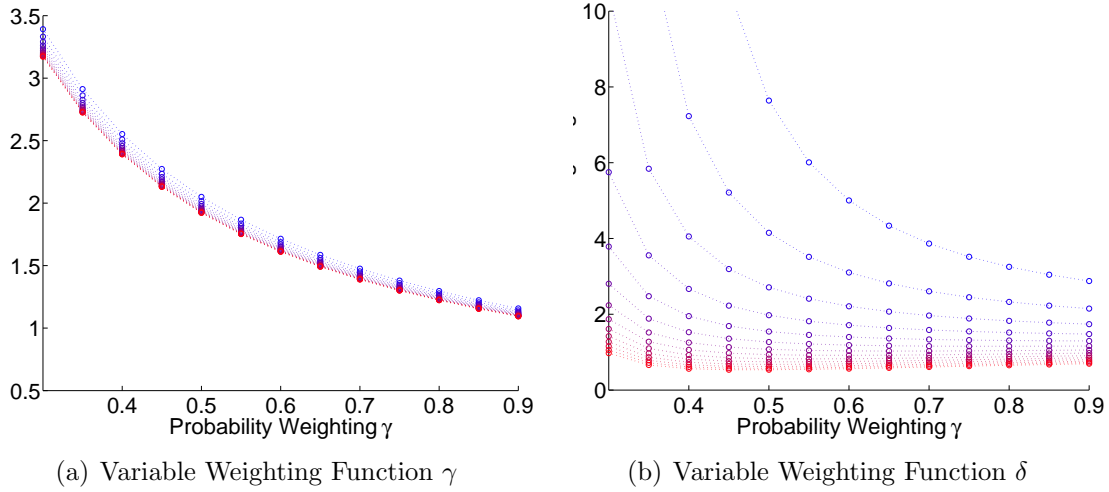 3.5
3
2.5
2
1.5
1
0.5
0.4 0.5 0.6 0.7 0.8 0.9
Probability Weighting γ
(a) Variable Weighting Function γ
10
8
6
4
2
0
0.4 0.5 0.6 0.7 0.8 0.9
Probability Weighting γ
(b) Variable Weighting Function δ